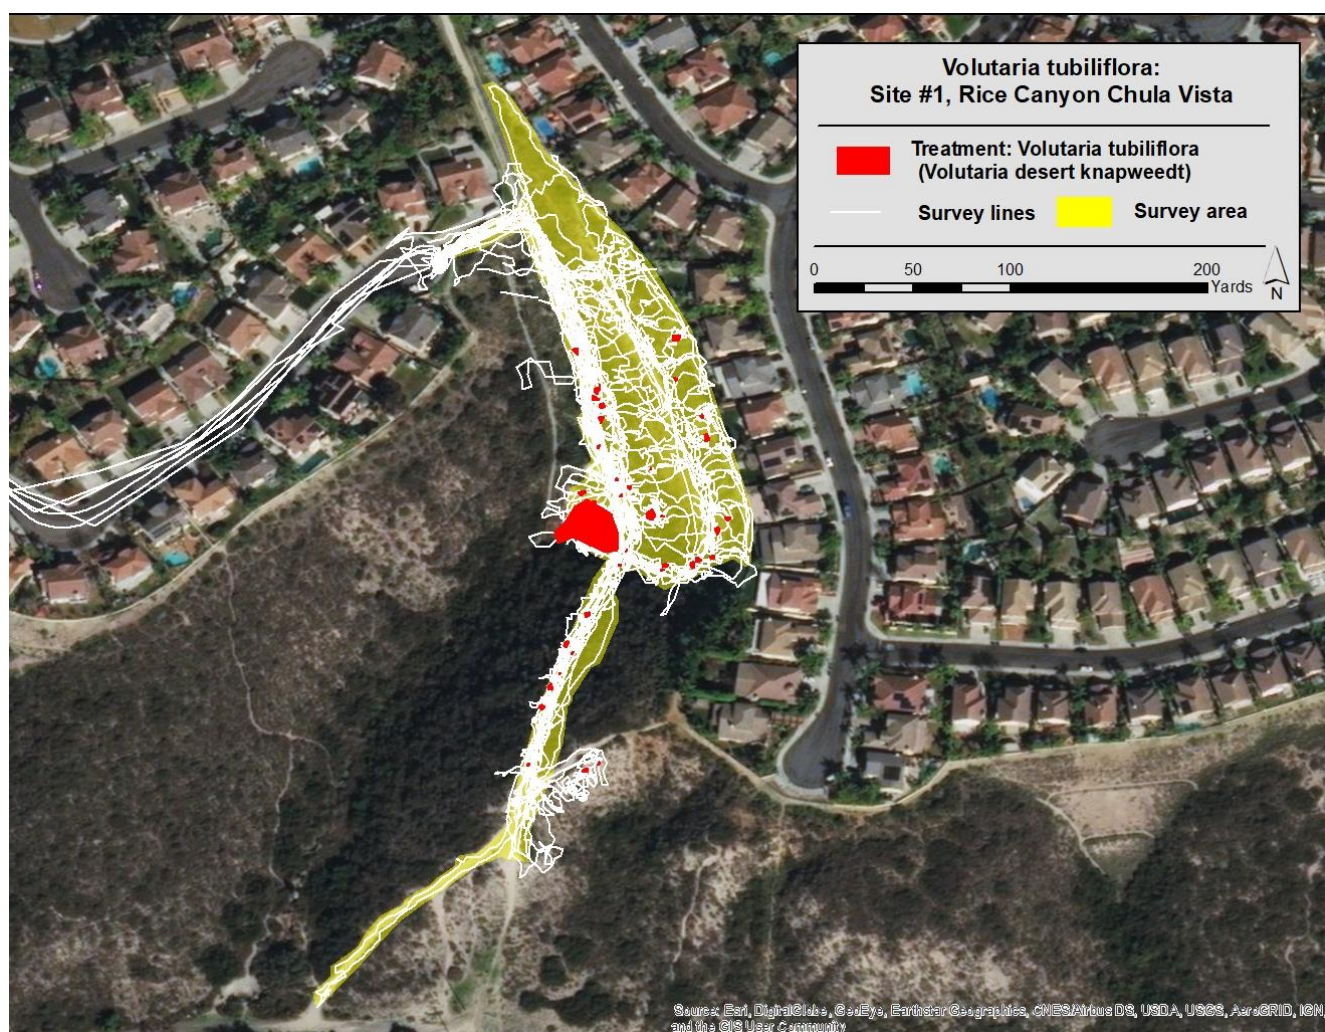 Volutaria tubiliflora:
Site #1, Rice Canyon Chula Vista
Treatment: Volutaria tubiliflora
(Volutaria desert knapweedt)
Survey lines
Survey area
0 50 100 200
Yards
N
Source: Esri, DigitalGlobe, GeoEye, Earthstar Geographics, CNES/Airbus DS, USDA, USGS, AeroGRID, IGN,
and the GIS User Community